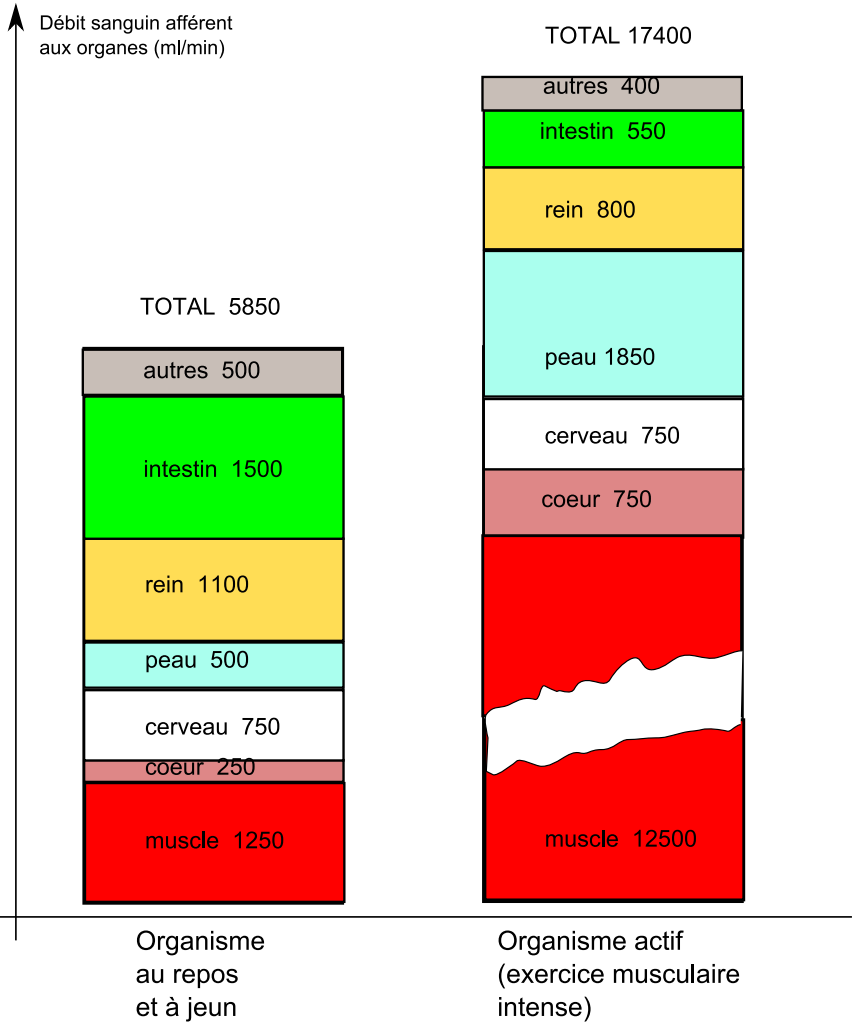 Débit sanguin afférent
aux organes (ml/min)
TOTAL 5850
autres 500
intestin 1500
rein 1100
peau 500
cerveau 750
coeur 250
muscle 1250
Organisme
au repos
et à jeun
TOTAL 17400
autres 400
intestin 550
rein 800
peau 1850
cerveau 750
coeur 750
muscle 12500
Organisme actif
(exercice musculaire
intense)